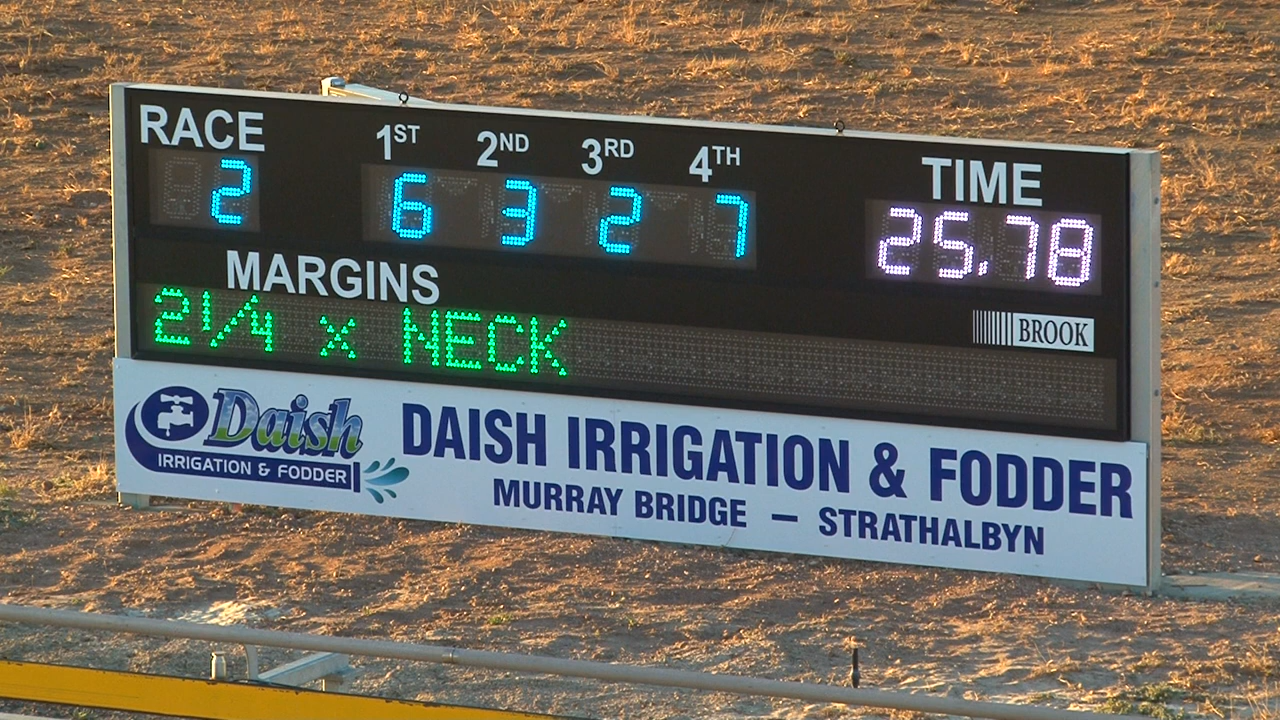 RACE 1ST 2ND 3RD 4TH TIME
2 6 3 2 7 25.78
MARGINS
2 1/4 x NECK
BROOK
Daish
IRRIGATION & FODDER
DAISH IRRIGATION & FODDER
MURRAY BRIDGE — STRATHALBYN